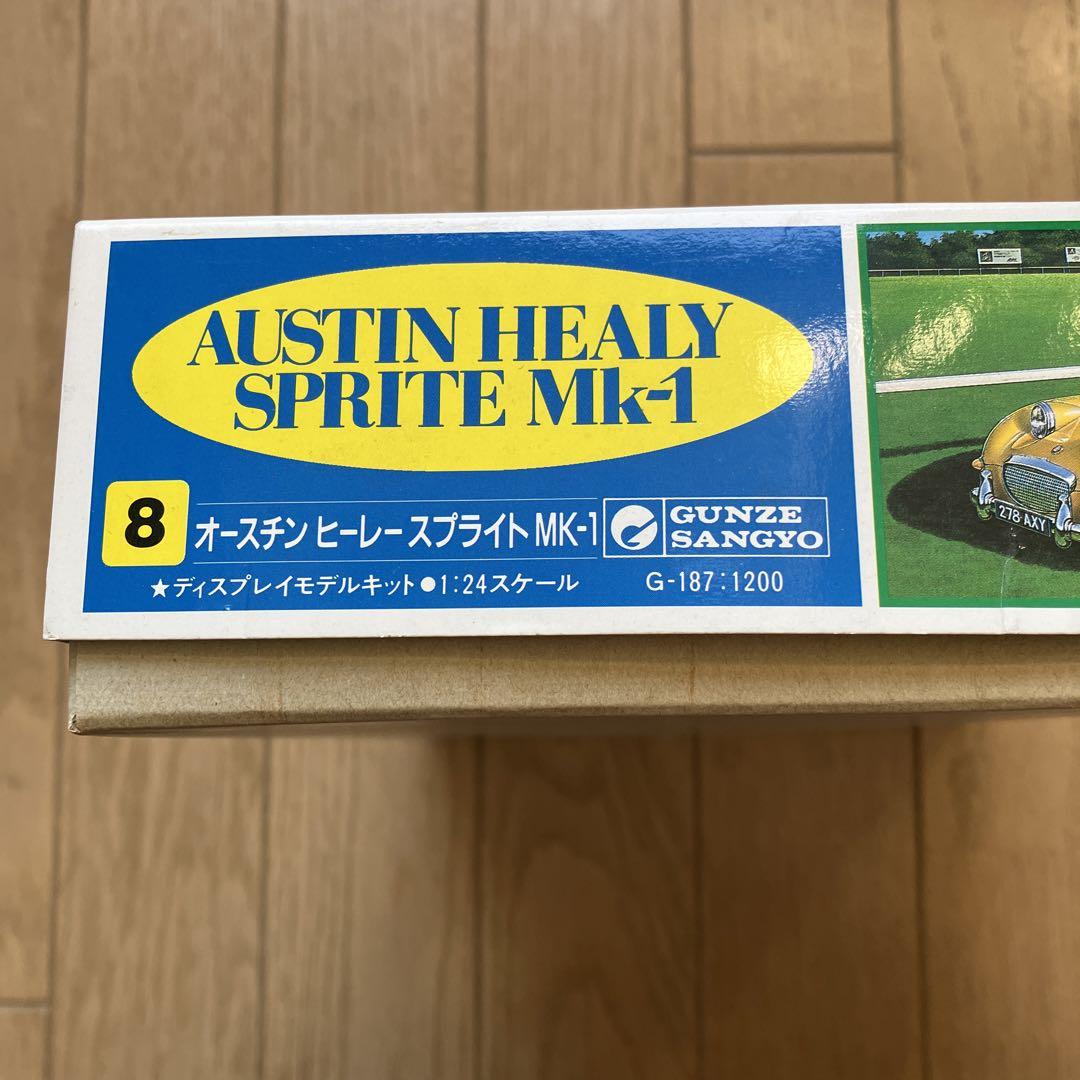 AUSTIN HEALY
SPRITE Mk-1
8
オースチン ヒーレー スプライト MK-1
GUNZE
SANGYO
★ディスプレイモデルキット●1:24スケール
G-187:1200
278 AXY